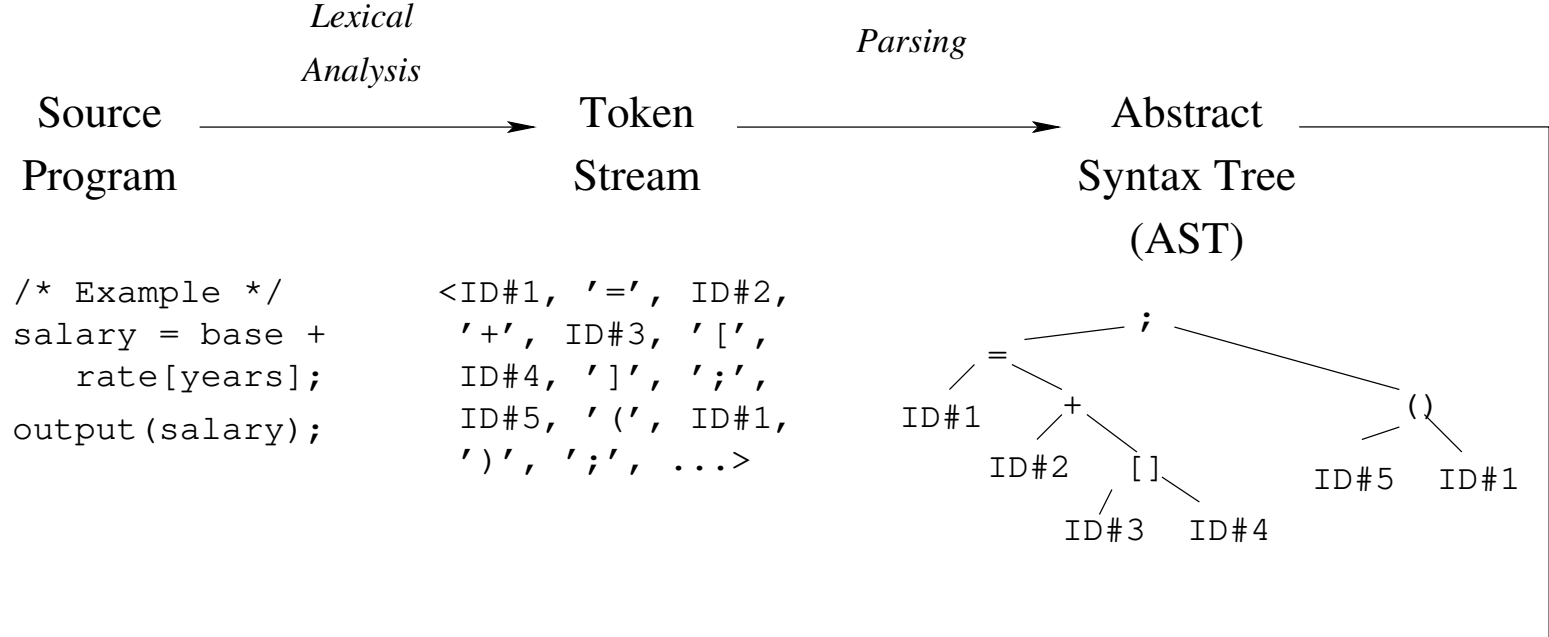 Lexical
Analysis
Parsing
Source
Program
Token
Stream
Abstract
Syntax Tree
(AST)
/* Example */
salary = base +
rate[years];
output(salary);
<ID#1, '=', ID#2,
'+', ID#3, '[',
ID#4, ']', ';',
ID#5, '(', ID#1,
')', ';', ...>
;
=
ID#1
+
()
ID#2
[]
ID#5
ID#1
ID#3
ID#4